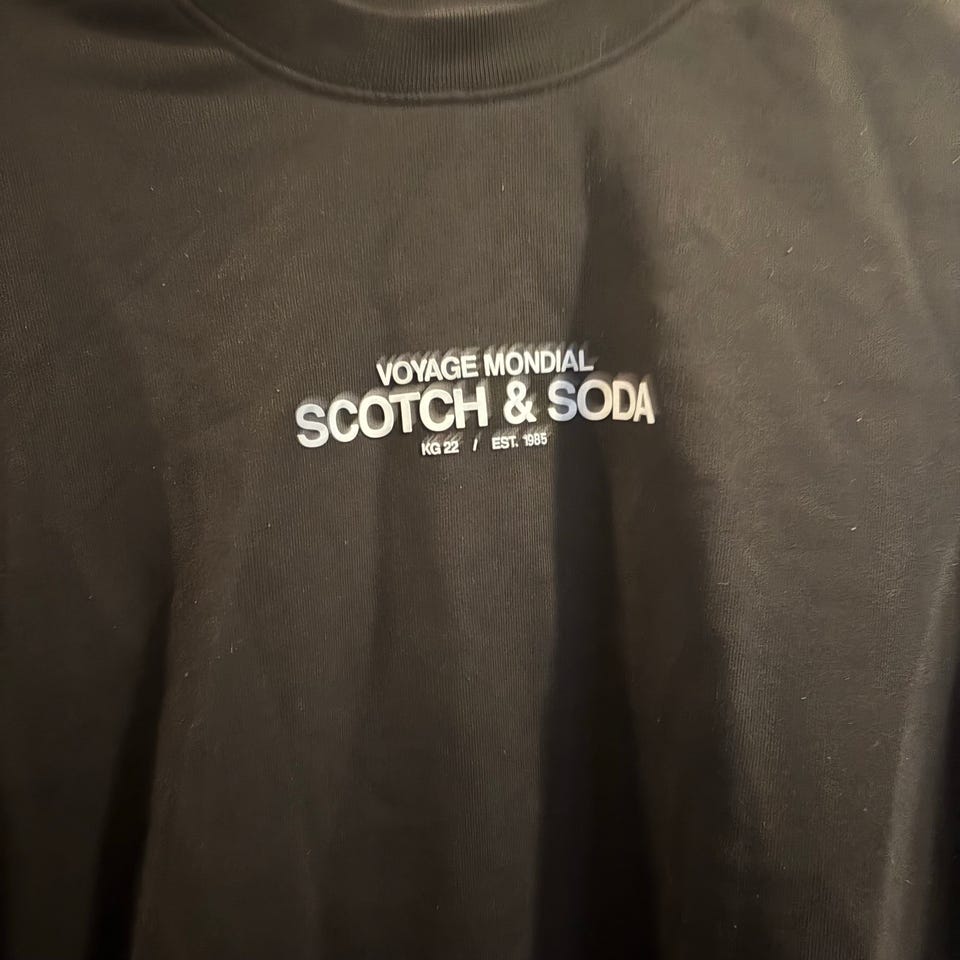 VOYAGE MONDIAL
SCOTCH & SODA
KG 22 / EST. 1985